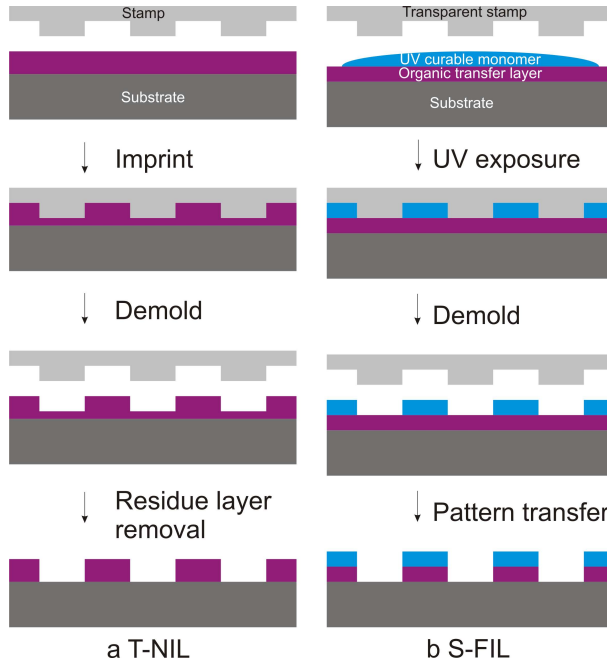 Stamp
Substrate
Imprint
Demold
Residue layer
removal
a T-NIL
Transparent stamp
UV curable monomer
Organic transfer layer
Substrate
UV exposure
Demold
Pattern transfer
b S-FIL